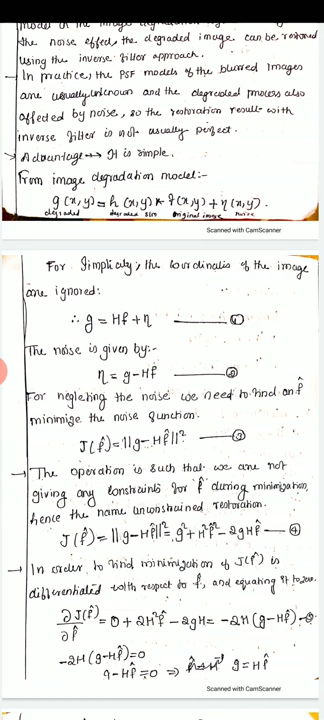 model of the image degradation
the noise effect, the degraded image can be restored
using the inverse filter approach.
→ In practice, the PSF models of the blurred images
are usually unknown and the degraded process also
affected by noise, so the restoration result with
inverse filter is not usually perfect.
→ Advantage → It is simple.
From image degradation model:-
g(x,y) = h(x,y) * f(x,y) + η(x,y).
degraded original image noise
Scanned with CamScanner
For Simplicity, the coordinates of the image
are ignored:
∴ g = Hf + η —— ①
The noise is given by:-
η = g - Hf —— ②
For neglecting the noise we need to find an f̂
minimize the noise function.
J(f̂) = ||g - Hf̂||² —— ③
→ The operation is such that we are not
giving any constraints for f̂ during minimization,
hence the name unconstrained restoration.
J(f̂) = ||g - Hf̂||² = g² + H²f̂² - 2gHf̂ —— ④
→ In order to find minimization of J(f̂) is
differentiated with respect to f̂, and equating it to zero.
∂J(f̂)/∂f̂ = 0 + 2H²f̂ - 2gH = -2H(g - Hf̂)
-2H(g - Hf̂) = 0
g - Hf̂ = 0 ⇒ g = Hf̂
Scanned with CamScanner